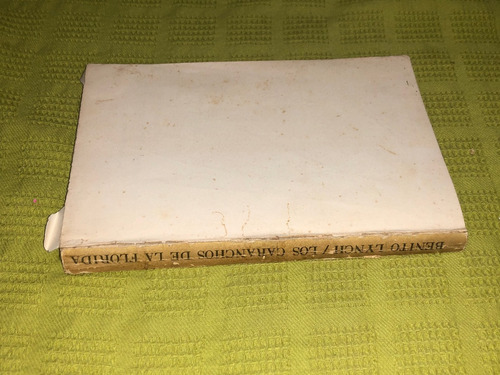 BENITO LYNCH / LOS CARANCHOS DE LA FLORIDA